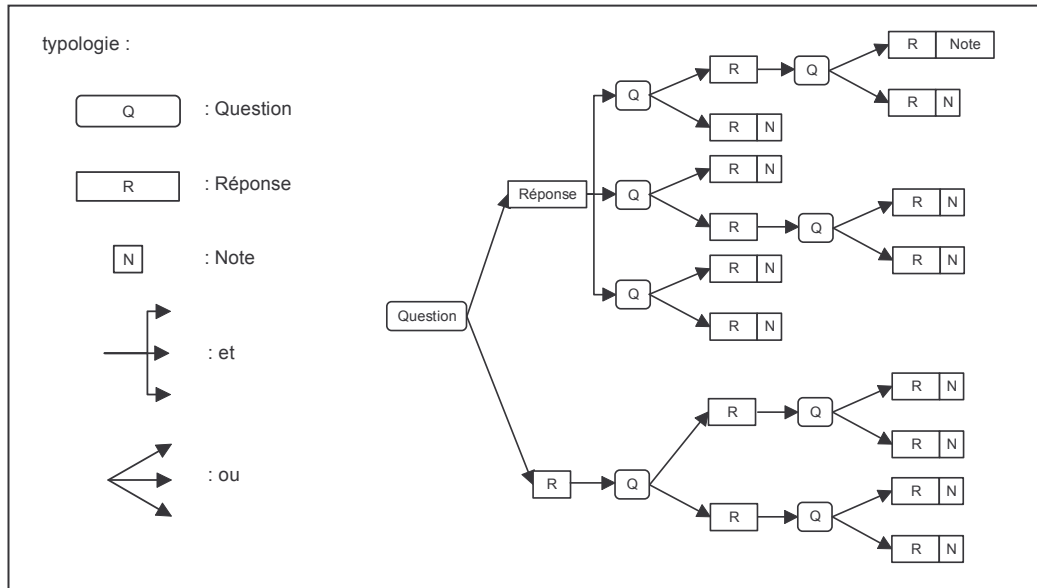 typologie :
Q : Question
R : Réponse
N : Note
: et
: ou
R Note
R Q
Q
R N
R N
R N
Réponse Q
R N
R Q
R N
R N
Q
Question
R N
R N
R Q
R N
R Q
R N
R Q
R N